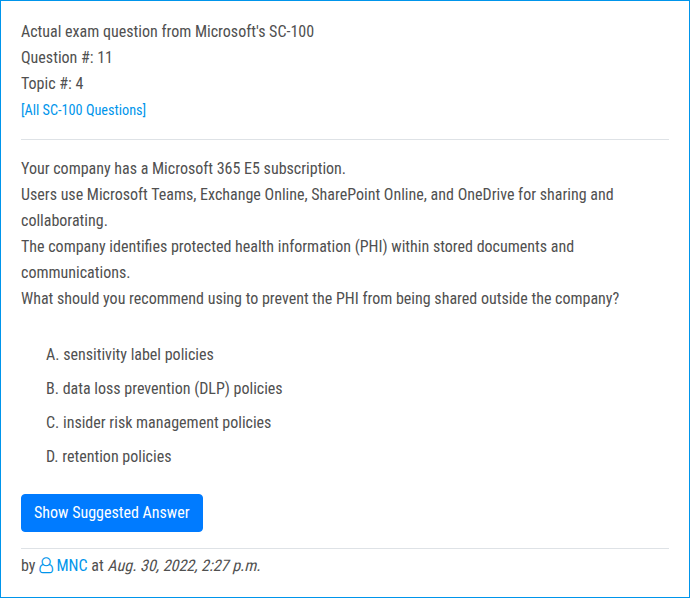 Actual exam question from Microsoft's SC-100
Question #: 11
Topic #: 4
[All SC-100 Questions]
Your company has a Microsoft 365 E5 subscription.
Users use Microsoft Teams, Exchange Online, SharePoint Online, and OneDrive for sharing and
collaborating.
The company identifies protected health information (PHI) within stored documents and
communications.
What should you recommend using to prevent the PHI from being shared outside the company?
A. sensitivity label policies
B. data loss prevention (DLP) policies
C. insider risk management policies
D. retention policies
Show Suggested Answer
by MNC at Aug. 30, 2022, 2:27 p.m.